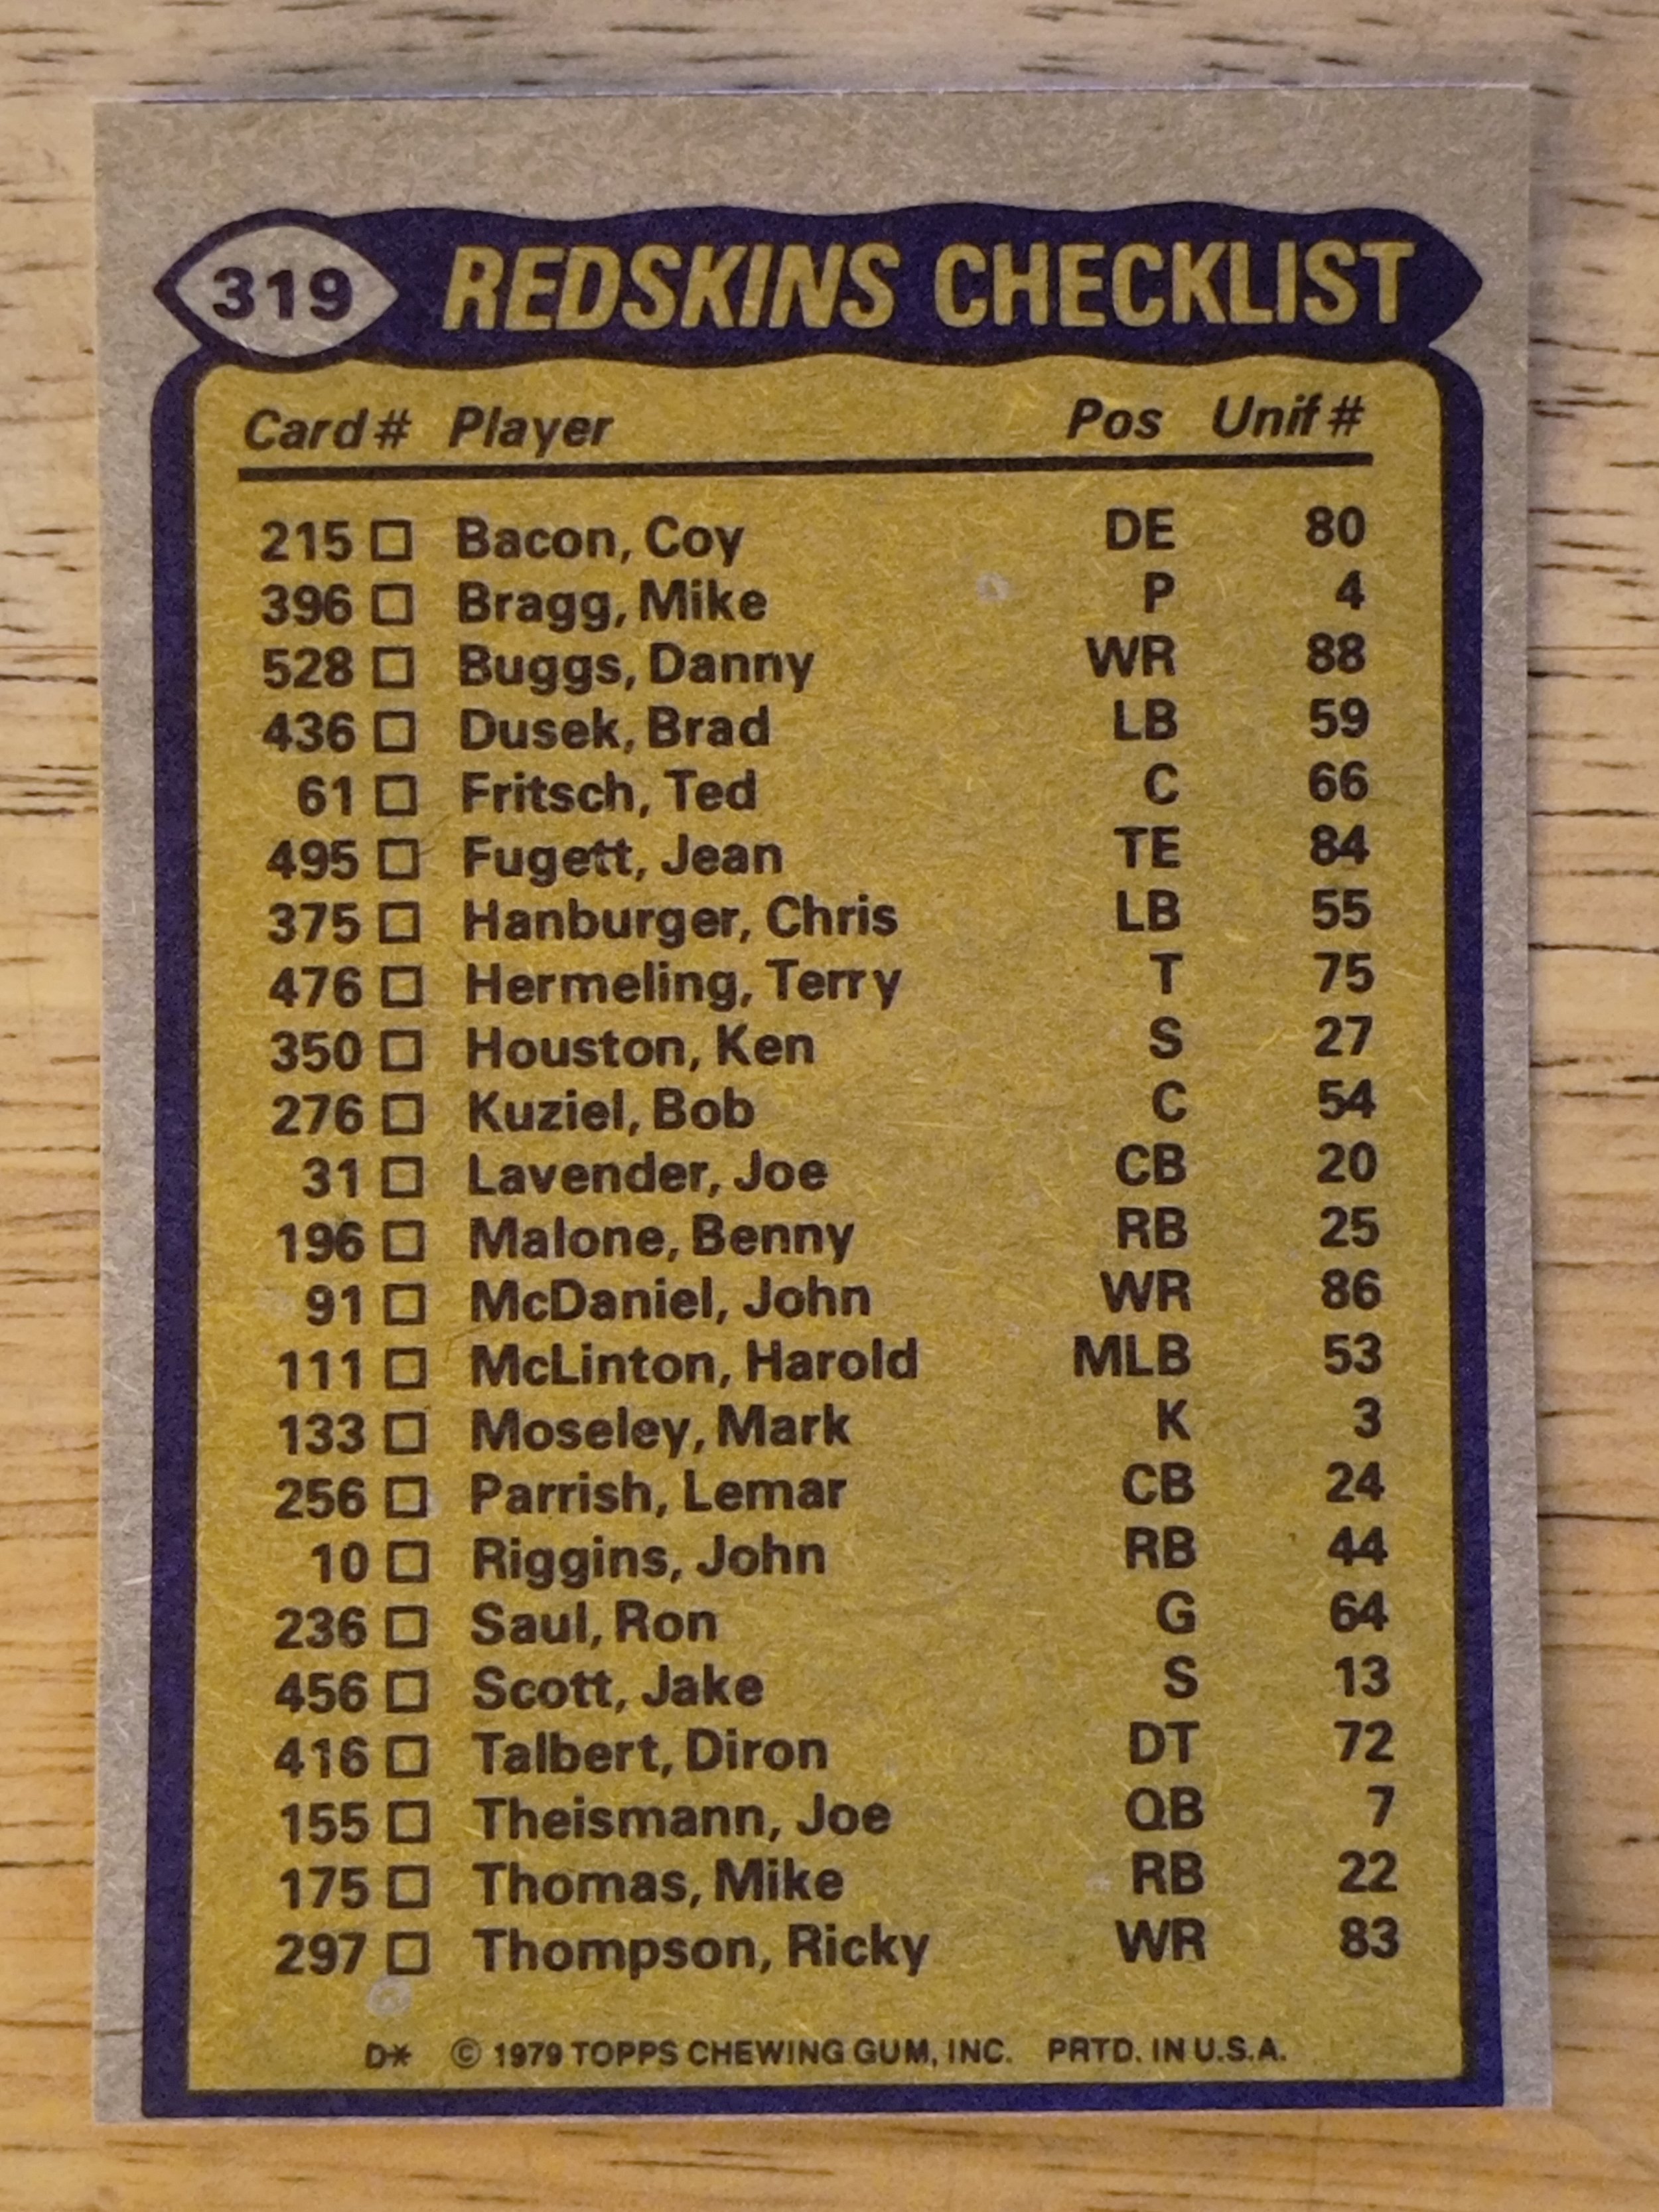 319 REDSKINS CHECKLIST
Card # Player Pos Unif #
215 □ Bacon, Coy DE 80
396 □ Bragg, Mike P 4
528 □ Buggs, Danny WR 88
436 □ Dusek, Brad LB 59
61 □ Fritsch, Ted C 66
495 □ Fugett, Jean TE 84
375 □ Hanburger, Chris LB 55
476 □ Hermeling, Terry T 75
350 □ Houston, Ken S 27
276 □ Kuziel, Bob C 54
31 □ Lavender, Joe CB 20
196 □ Malone, Benny RB 25
91 □ McDaniel, John WR 86
111 □ McLinton, Harold MLB 53
133 □ Moseley, Mark K 3
256 □ Parrish, Lemar CB 24
10 □ Riggins, John RB 44
236 □ Saul, Ron G 64
456 □ Scott, Jake S 13
416 □ Talbert, Diron DT 72
155 □ Theismann, Joe QB 7
175 □ Thomas, Mike RB 22
297 □ Thompson, Ricky WR 83
D* © 1979 TOPPS CHEWING GUM, INC. PRTD. IN U.S.A.